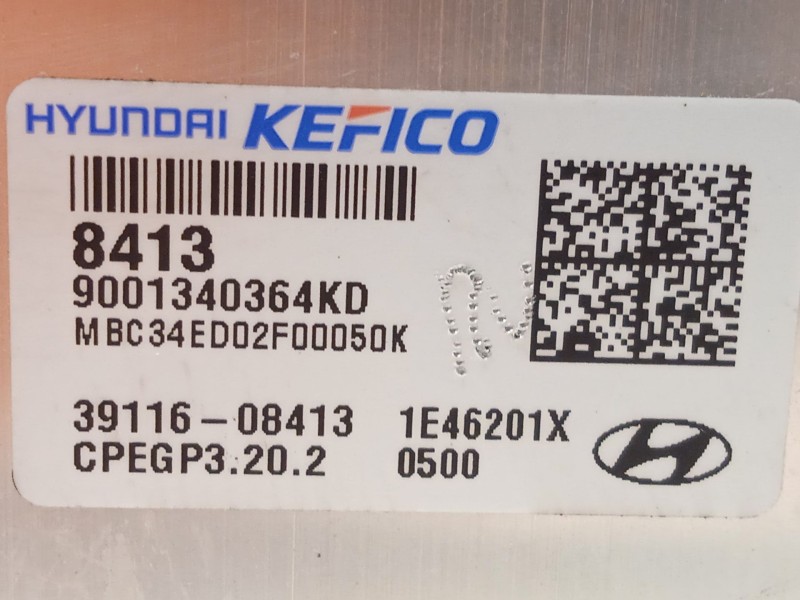 HYUNDAI KEFICO
8413
9001340364KD
MBC34ED02F00050K
39116-08413 1E46201X
CPEGP3.20.2 0500